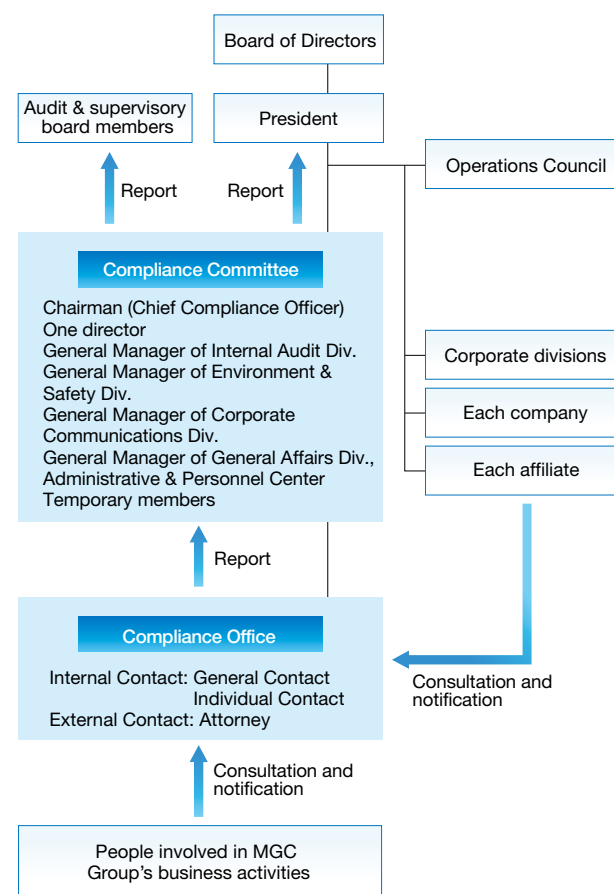 Board of Directors
Audit & supervisory
board members
President
Operations Council
Report
Report
Compliance Committee
Chairman (Chief Compliance Officer)
One director
General Manager of Internal Audit Div.
General Manager of Environment &
Safety Div.
General Manager of Corporate
Communications Div.
General Manager of General Affairs Div.,
Administrative & Personnel Center
Temporary members
Corporate divisions
Each company
Each affiliate
Report
Compliance Office
Internal Contact: General Contact
Individual Contact
External Contact: Attorney
Consultation and
notification
Consultation and
notification
People involved in MGC
Group's business activities